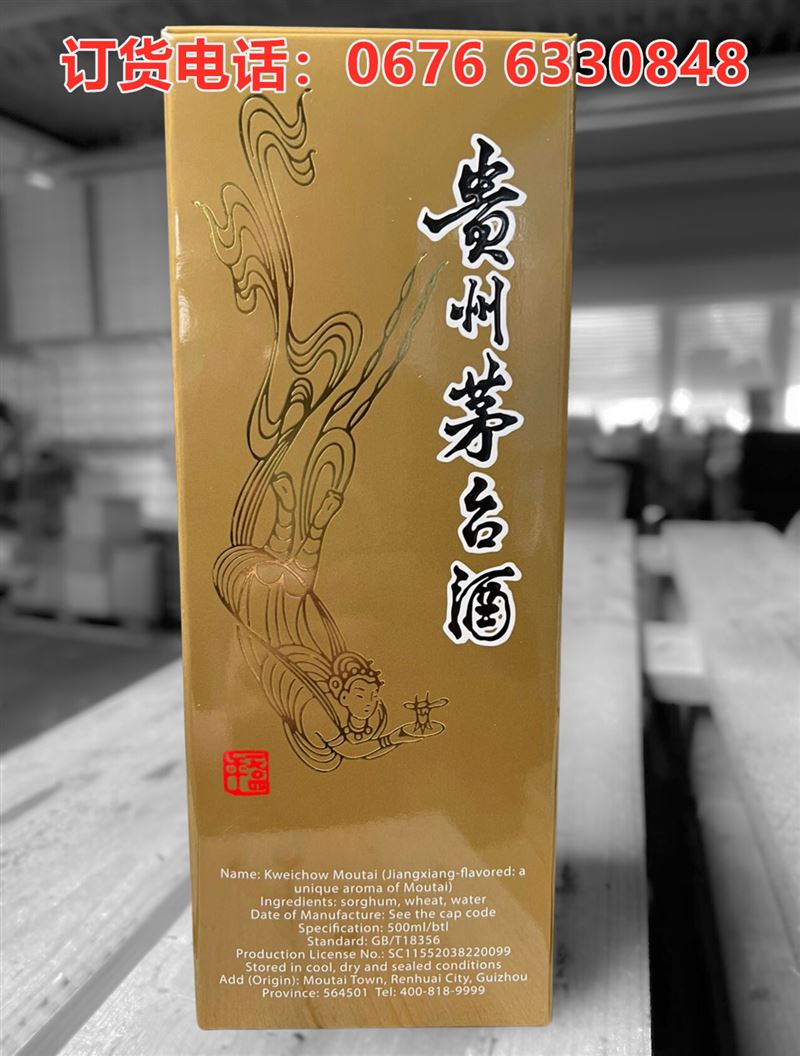 订货电话：0676 6330848
貴州茅台酒
Name: Kweichow Moutai (Jiangxiang-flavored: a
unique aroma of Moutai)
Ingredients: sorghum, wheat, water
Date of Manufacture: See the cap code
Specification: 500ml/btl
Standard: GB/T18356
Production License No.: SC11552038220099
Stored in cool, dry and sealed conditions
Add (Origin): Moutai Town, Renhuai City, Guizhou
Province: 564501  Tel: 400-818-9999